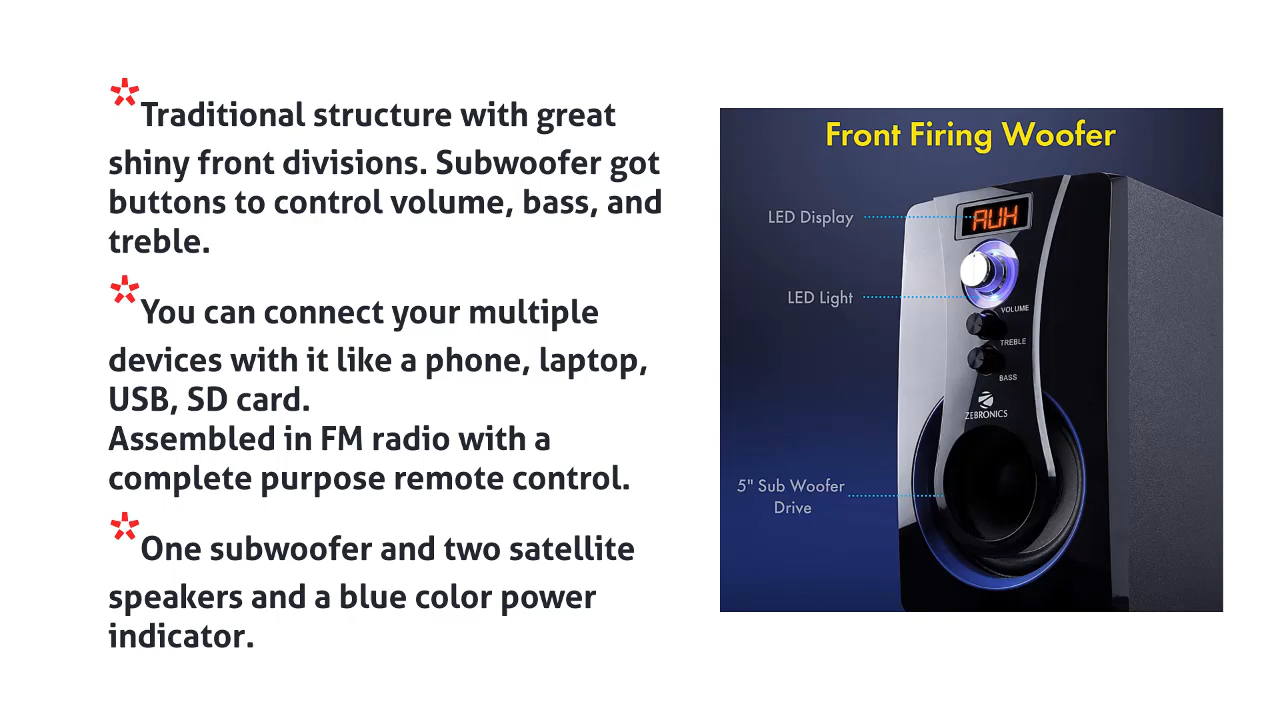 *Traditional structure with great
shiny front divisions. Subwoofer got
buttons to control volume, bass, and
treble.
*You can connect your multiple
devices with it like a phone, laptop,
USB, SD card.
Assembled in FM radio with a
complete purpose remote control.
*One subwoofer and two satellite
speakers and a blue color power
indicator.
Front Firing Woofer
LED Display
AUH
LED Light
VOLUME
TREBLE
BASS
ZEBRONICS
5" Sub Woofer
Drive